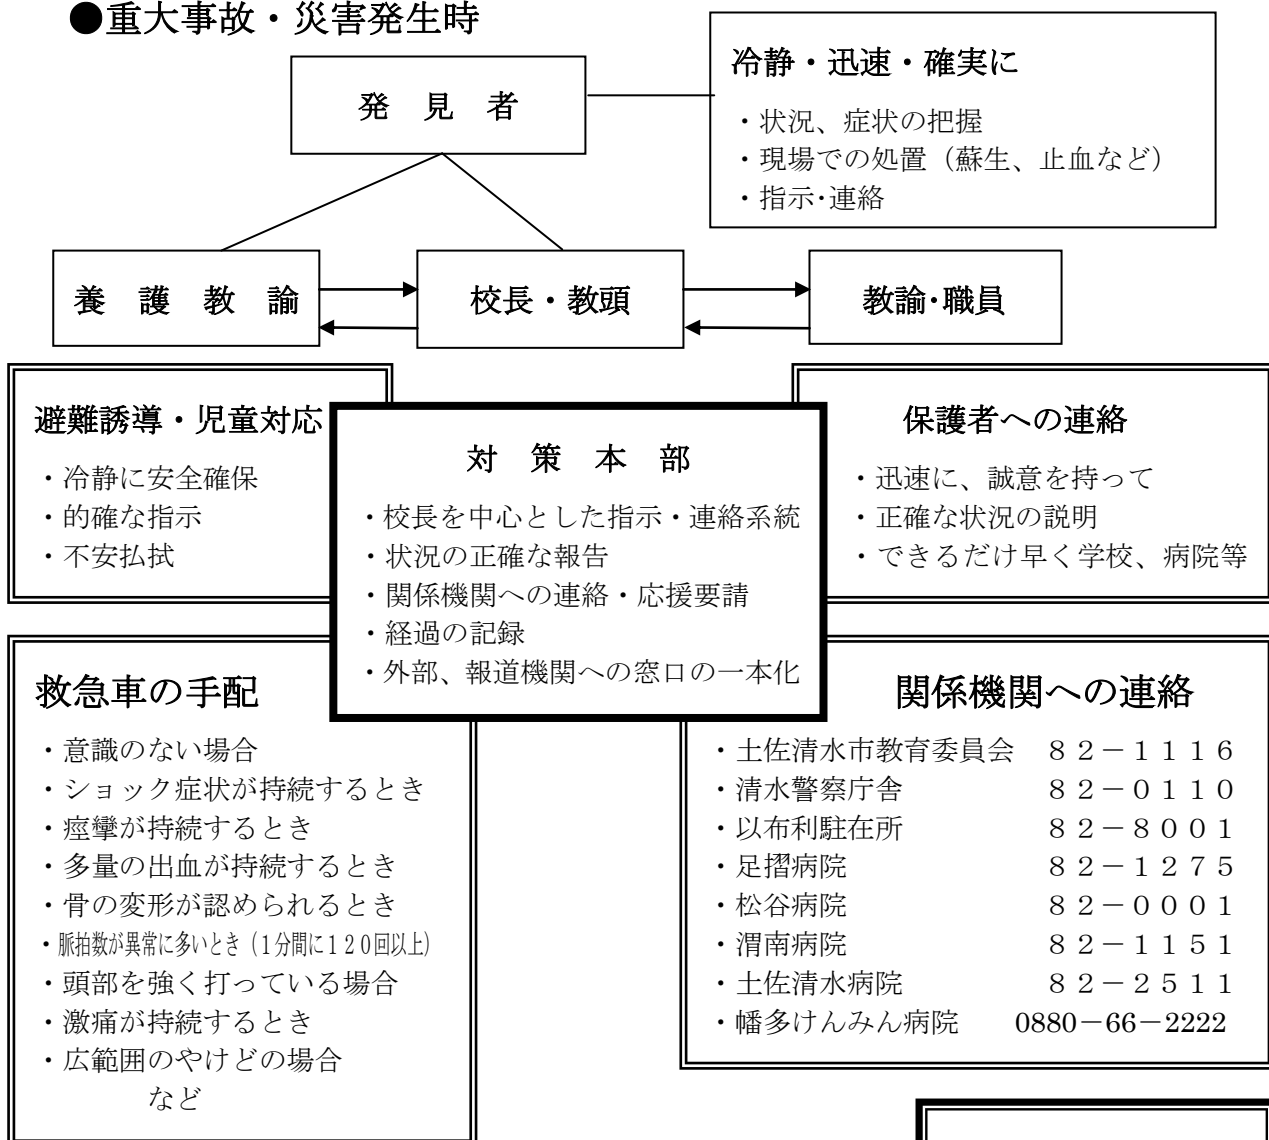 ●重大事故・災害発生時
発　見　者
冷静・迅速・確実に
・状況、症状の把握
・現場での処置（蘇生、止血など）
・指示･連絡
養　護　教　諭
校長・教頭
教諭･職員
避難誘導・児童対応
・冷静に安全確保
・的確な指示
・不安払拭
対　策　本　部
・校長を中心とした指示・連絡系統
・状況の正確な報告
・関係機関への連絡・応援要請
・経過の記録
・外部、報道機関への窓口の一本化
保護者への連絡
・迅速に、誠意を持って
・正確な状況の説明
・できるだけ早く学校、病院等
救急車の手配
・意識のない場合
・ショック症状が持続するとき
・痙攣が持続するとき
・多量の出血が持続するとき
・骨の変形が認められるとき
・脈拍数が異常に多いとき（１分間に１２０回以上）
・頭部を強く打っている場合
・激痛が持続するとき
・広範囲のやけどの場合
など
関係機関への連絡
・土佐清水市教育委員会　８２－１１１６
・清水警察庁舎　８２－０１１０
・以布利駐在所　８２－８００１
・足摺病院　８２－１２７５
・松谷病院　８２－０００１
・渭南病院　８２－１１５１
・土佐清水病院　８２－２５１１
・幡多けんみん病院　0880－66－2222